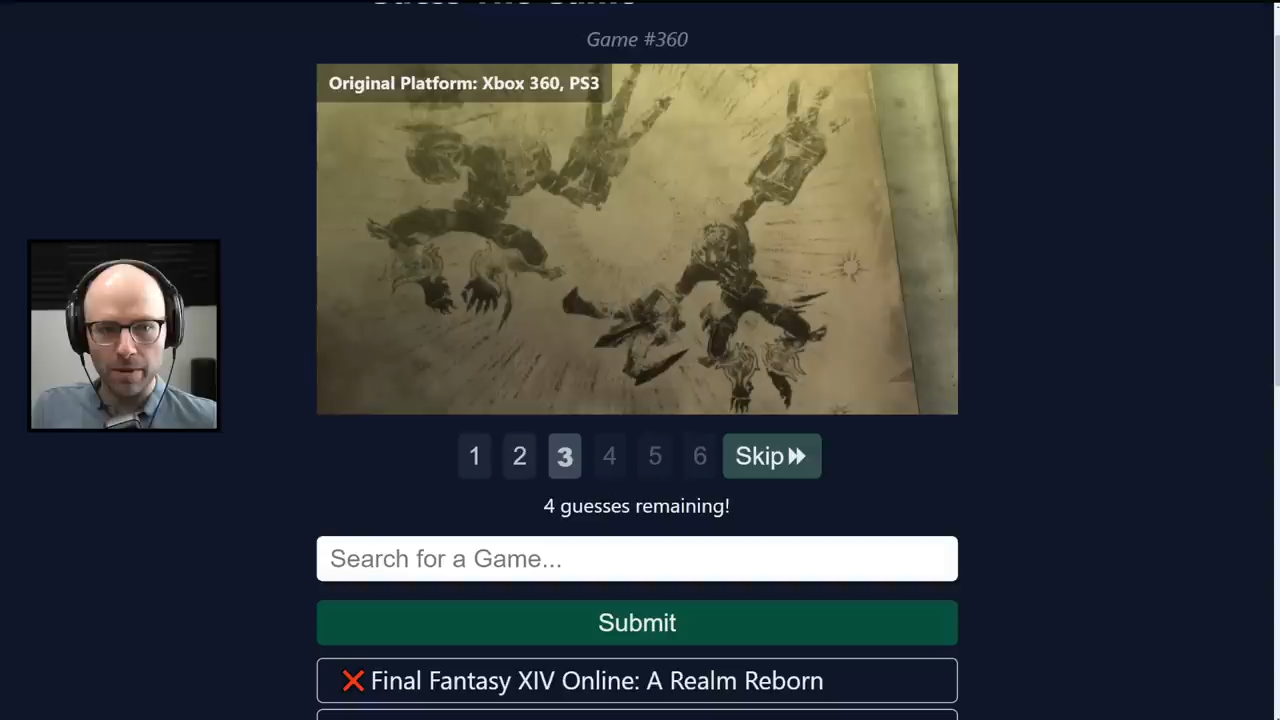 Game #360
Original Platform: Xbox 360, PS3
1 2 3 4 5 6 Skip
4 guesses remaining!
Search for a Game...
Submit
❌ Final Fantasy XIV Online: A Realm Reborn